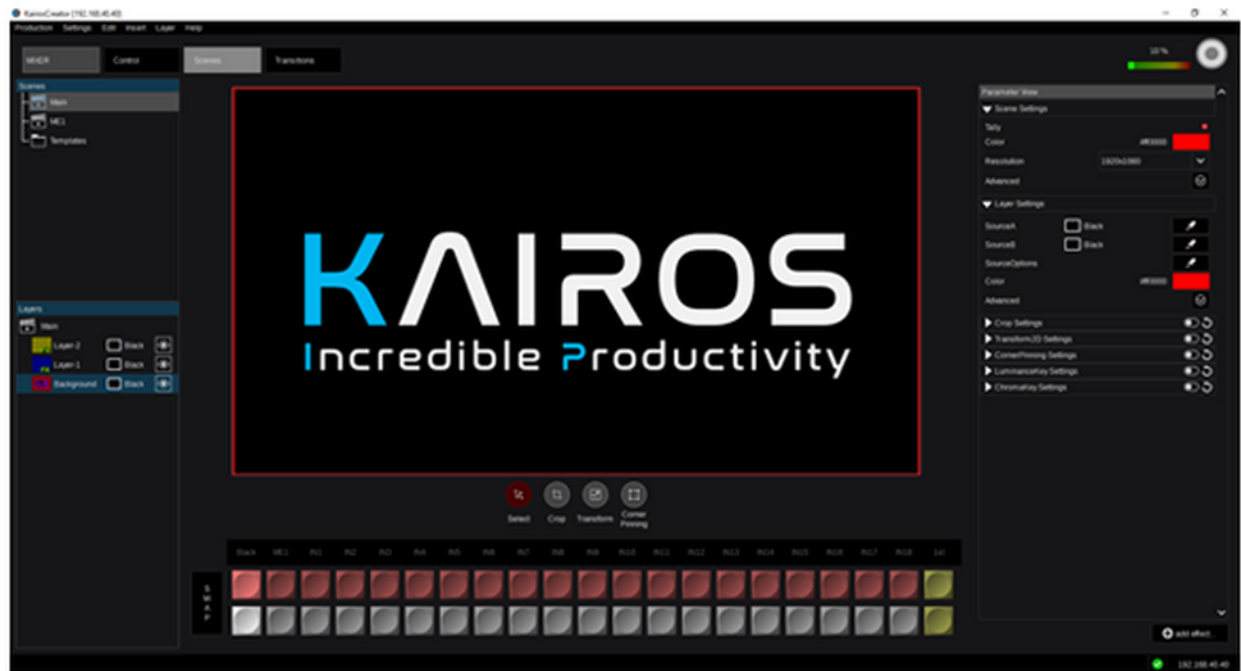 KairosCreator (192.168.40.40)
Production Settings Edit Insert Layer Help
MIXER Control Scenes Transitions
10 %
Scenes
Main
ME1
Templates
Layers
Main
Layer-2 Black
Layer-1 Black
Background Black
KAIROS
Incredible Productivity
Select Crop Transform Corner Pinning
Black ME1 IN1 IN2 IN3 IN4 IN5 IN6 IN7 IN8 IN9 IN10 IN11 IN12 IN13 IN14 IN15 IN16 IN17 IN18
SWAP
Parameter View
Scene Settings
Tally
Color #ff0000
Resolution 1920x1080
Advanced
Layer Settings
SourceA Black
SourceB Black
SourceOptions
Color #ff0000
Advanced
Crop Settings
Transform2D Settings
CornerPinning Settings
LuminanceKey Settings
ChromaKey Settings
add effect...
192.168.40.40